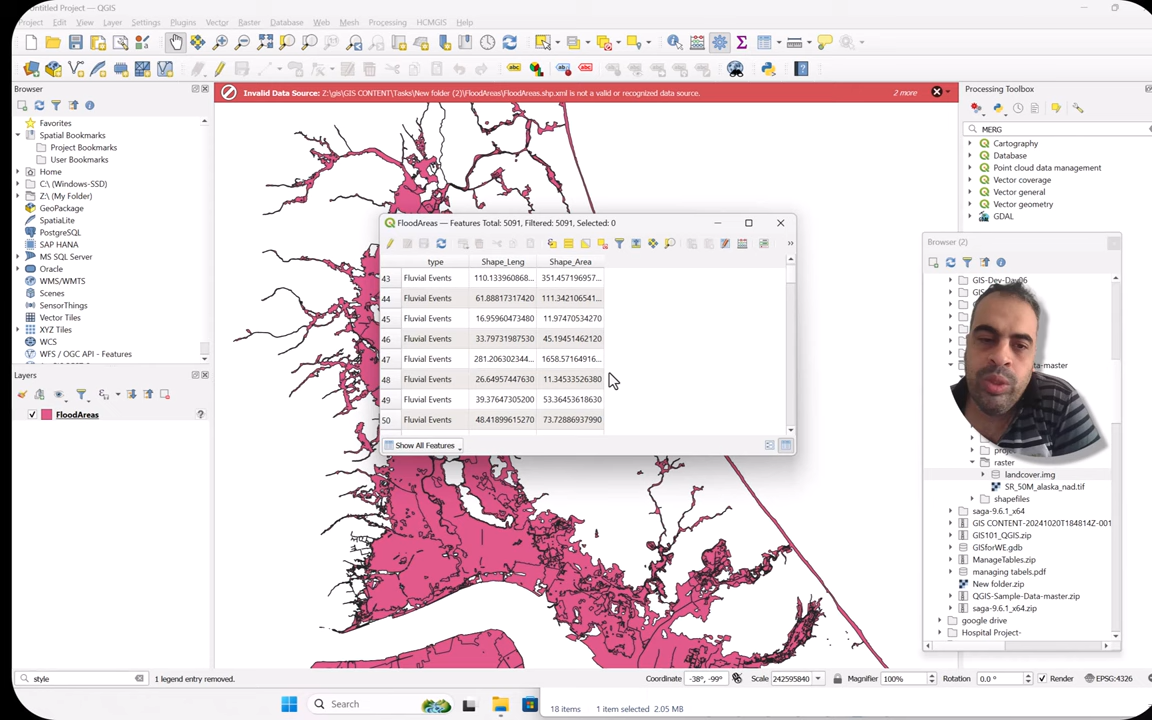 Untitled Project — QGIS
Project Edit View Layer Settings Plugins Vector Raster Database Web Mesh Processing HCMGIS Help
Browser
Invalid Data Source: Z:\gis\GIS CONTENT\Tasks\New folder (2)\FloodAreas\FloodAreas.shp.xml is not a valid or recognized data source.
2 more
Processing Toolbox
MERG
Favorites
Spatial Bookmarks
Project Bookmarks
User Bookmarks
Home
C:\ (Windows-SSD)
Z:\ (My Folder)
GeoPackage
SpatiaLite
PostgreSQL
SAP HANA
MS SQL Server
Oracle
WMS/WMTS
Scenes
SensorThings
Vector Tiles
XYZ Tiles
WCS
WFS / OGC API - Features
Cartography
Database
Point cloud data management
Vector coverage
Vector general
Vector geometry
GDAL
FloodAreas — Features Total: 5091, Filtered: 5091, Selected: 0
type Shape_Leng Shape_Area
43 Fluvial Events 110.133960868... 351.457196957...
44 Fluvial Events 61.88817317420 111.342106541...
45 Fluvial Events 16.95960473480 11.97470534270
46 Fluvial Events 33.79731987530 45.19451462120
47 Fluvial Events 281.206302344... 1658.57164916...
48 Fluvial Events 26.64957447630 11.34533526380
49 Fluvial Events 39.37647305200 53.36453618630
50 Fluvial Events 48.41899615270 73.72886937990
Show All Features
Layers
FloodAreas
Browser (2)
GIS-Dev-Day06
raster
landcover.img
SR_50M_alaska_nad.tif
shapefiles
saga-9.6.1_x64
GIS CONTENT-20241020T184814Z-001
GIS101_QGIS.zip
GISforWE.gdb
ManageTables.zip
managing tabels.pdf
New folder.zip
QGIS-Sample-Data-master.zip
saga-9.6.1_x64.zip
google drive
Hospital Project-
style
1 legend entry removed.
Coordinate -38°, -99° Scale 242595840 Magnifier 100% Rotation 0.0 ° Render EPSG:4326
Search
18 items 1 item selected 2.05 MB